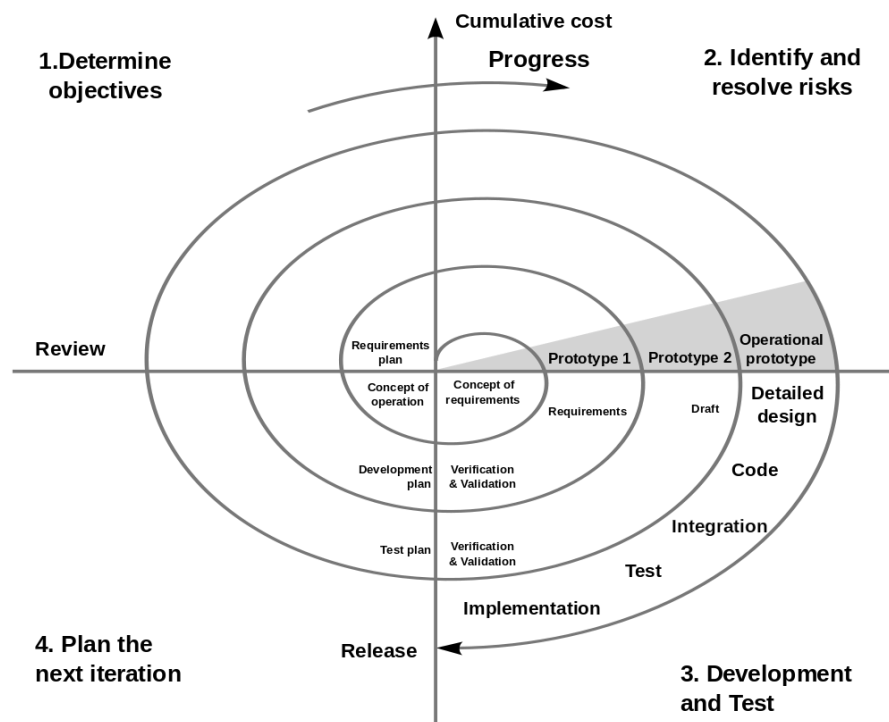 Cumulative cost
Progress
1.Determine
objectives
2. Identify and
resolve risks
Review
Requirements
plan
Prototype 1
Prototype 2
Operational
prototype
Concept of
operation
Concept of
requirements
Requirements
Draft
Detailed
design
Development
plan
Verification
& Validation
Code
Integration
Test plan
Verification
& Validation
Test
Implementation
Release
4. Plan the
next iteration
3. Development
and Test